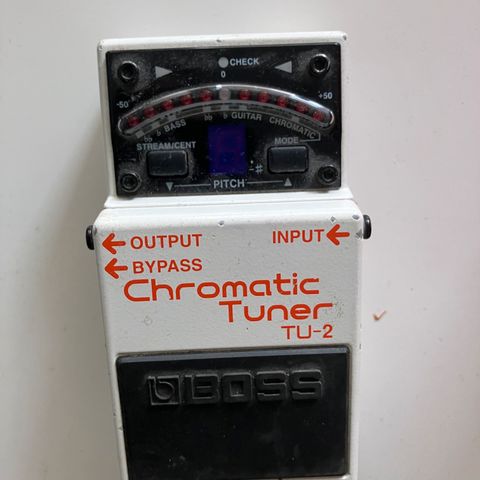 CHECK
0
-50 +50
♭♭ ♭ BASS ♭♭ ♭ GUITAR CHROMATIC
STREAM/CENT MODE
♯
PITCH
OUTPUT INPUT
BYPASS
Chromatic
Tuner
TU-2
BOSS